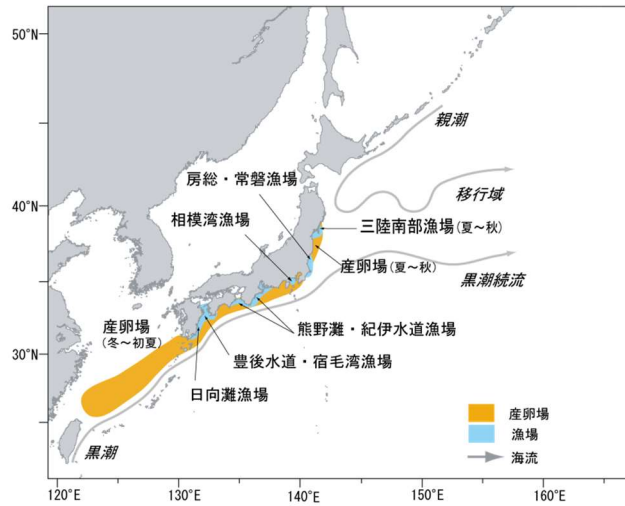 50°N
親潮
房総・常磐漁場
移行域
40°N
相模湾漁場
三陸南部漁場(夏～秋)
産卵場(夏～秋)
黒潮続流
産卵場
(冬～初夏)
熊野灘・紀伊水道漁場
30°N
豊後水道・宿毛湾漁場
日向灘漁場
産卵場
漁場
黒潮
海流
120°E
130°E
140°E
150°E
160°E